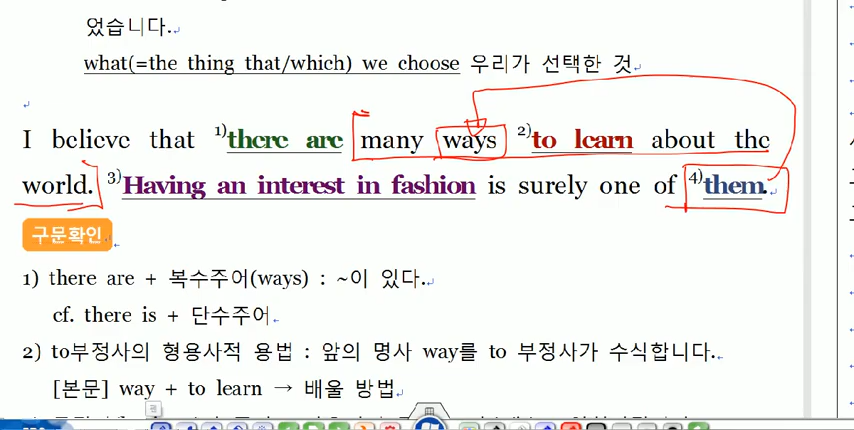 었습니다.
what(=the thing that/which) we choose 우리가 선택한 것
I believe that 1)there are many ways 2)to learn about the
world. 3)Having an interest in fashion is surely one of 4)them.
구문확인
1) there are + 복수주어(ways) : ~이 있다.
cf. there is + 단수주어
2) to부정사의 형용사적 용법 : 앞의 명사 way를 to 부정사가 수식합니다.
[본문] way + to learn → 배울 방법